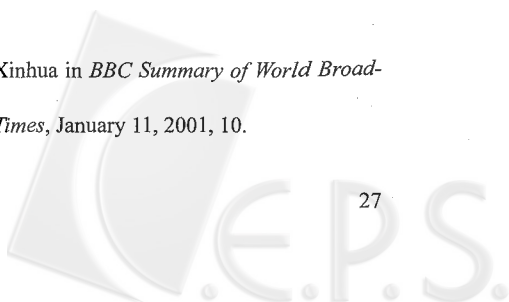 Xinhua in BBC Summary of World Broad-
Times, January 11, 2001, 10.
27
C.E.P.S.